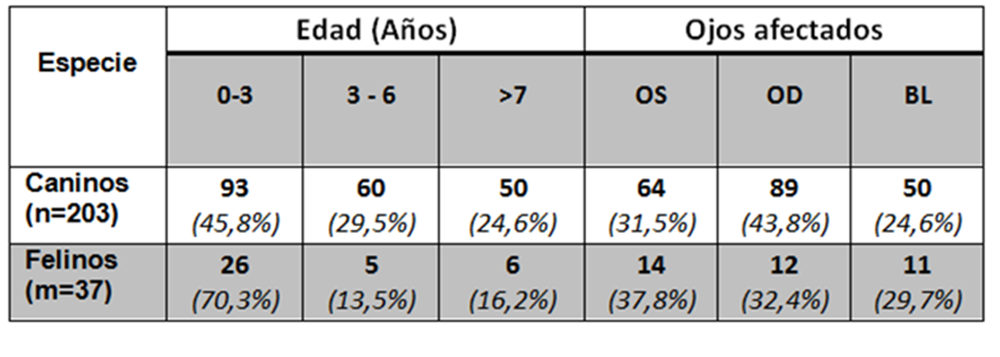 Edad (Años) Ojos afectados
Especie
0-3 3 - 6 >7 OS OD BL
Caninos 93 60 50 64 89 50
(n=203) (45,8%) (29,5%) (24,6%) (31,5%) (43,8%) (24,6%)
Felinos 26 5 6 14 12 11
(m=37) (70,3%) (13,5%) (16,2%) (37,8%) (32,4%) (29,7%)